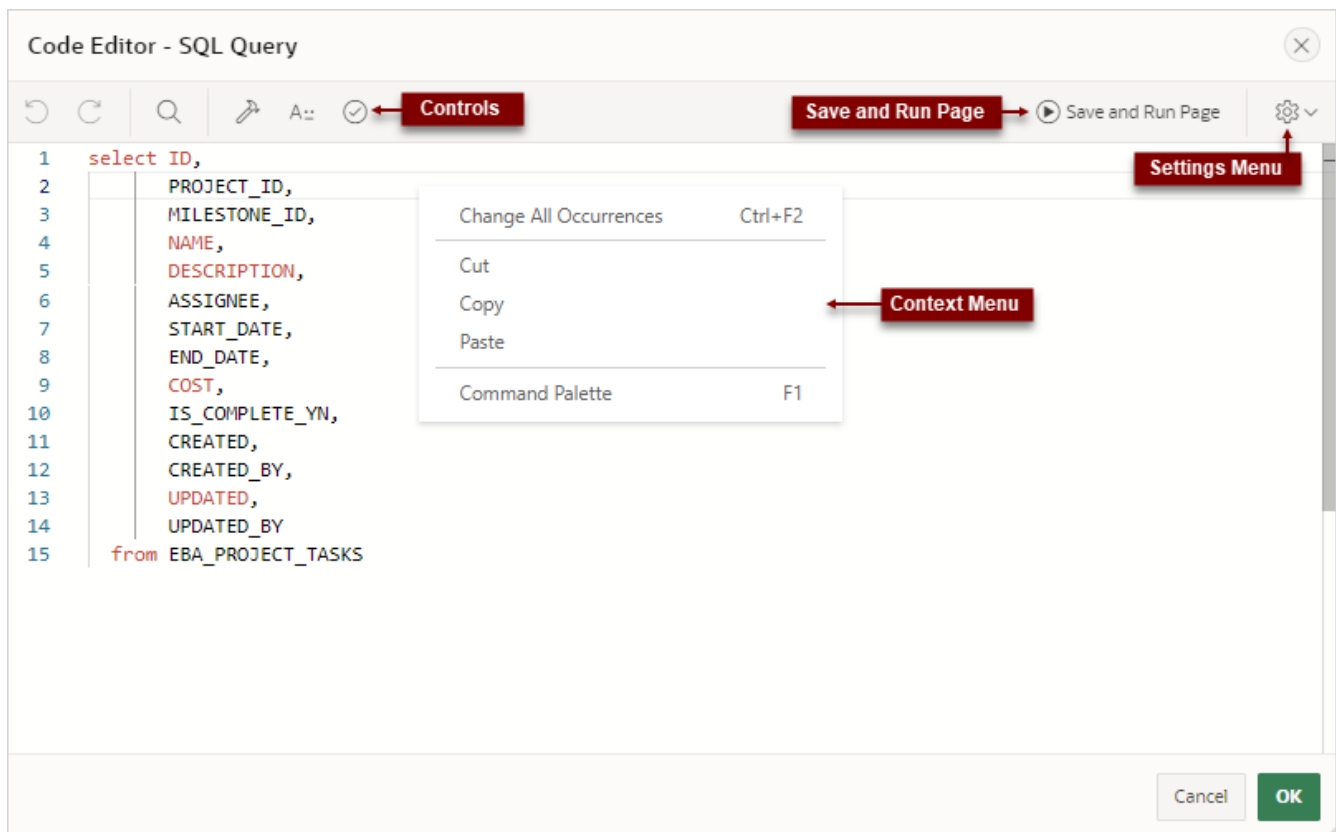 Code Editor - SQL Query
A::
Controls
Save and Run Page
Save and Run Page
Settings Menu
1 select ID,
2 PROJECT_ID,
3 MILESTONE_ID,
4 NAME,
5 DESCRIPTION,
6 ASSIGNEE,
7 START_DATE,
8 END_DATE,
9 COST,
10 IS_COMPLETE_YN,
11 CREATED,
12 CREATED_BY,
13 UPDATED,
14 UPDATED_BY
15 from EBA_PROJECT_TASKS
Change All Occurrences Ctrl+F2
Cut
Copy
Paste
Command Palette F1
Context Menu
Cancel
OK